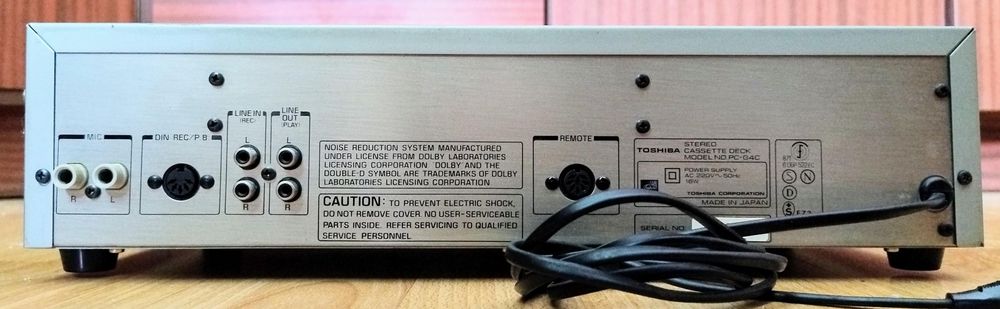 MIC
R
L
DIN REC/P B
LINE IN
(REC)
L
R
LINE
OUT
(PLAY)
L
R
NOISE REDUCTION SYSTEM MANUFACTURED
UNDER LICENSE FROM DOLBY LABORATORIES
LICENSING CORPORATION. DOLBY AND THE
DOUBLE-D SYMBOL ARE TRADEMARKS OF DOLBY
LABORATORIES LICENSING CORPORATION
CAUTION: TO PREVENT ELECTRIC SHOCK,
DO NOT REMOVE COVER. NO USER-SERVICEABLE
PARTS INSIDE. REFER SERVICING TO QUALIFIED
SERVICE PERSONNEL
REMOTE
TOSHIBA STEREO
CASSETTE DECK
MODEL NO. PC-G4C
POWER SUPPLY
AC 220V~ 50Hz
18W
TOSHIBA CORPORATION
MADE IN JAPAN
SERIAL NO.
N
D
S